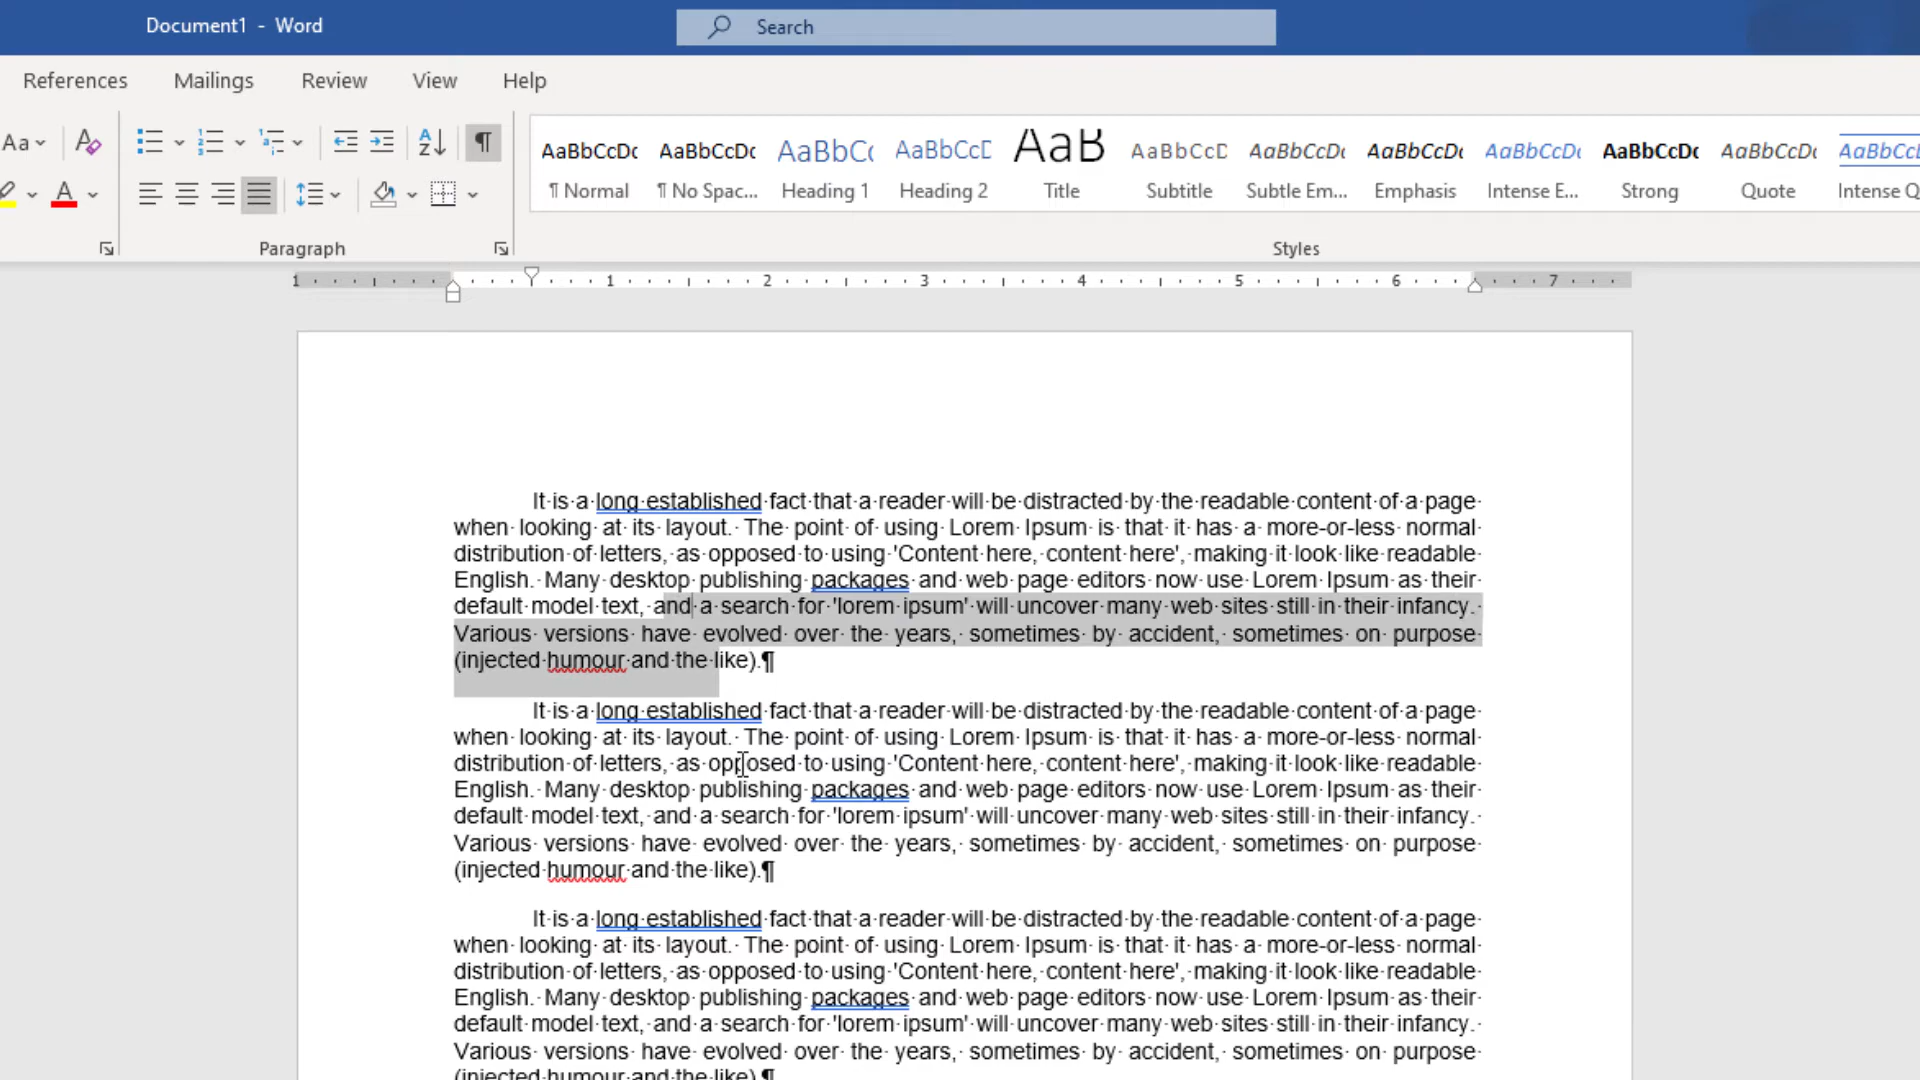 Document1 - Word
Search
References Mailings Review View Help
Aa
AaBbCcDc AaBbCcDc AaBbCc AaBbCcD AaB AaBbCcD AaBbCcDc AaBbCcDc AaBbCcDc AaBbCcDc AaBbCcDc AaBbCcD
¶ Normal ¶ No Spac... Heading 1 Heading 2 Title Subtitle Subtle Em... Emphasis Intense E... Strong Quote Intense Q
Paragraph Styles
1 1 2 3 4 5 6 7
It is a long established fact that a reader will be distracted by the readable content of a page
when looking at its layout. The point of using Lorem Ipsum is that it has a more-or-less normal
distribution of letters, as opposed to using 'Content here, content here', making it look like readable
English. Many desktop publishing packages and web page editors now use Lorem Ipsum as their
default model text, and a search for 'lorem ipsum' will uncover many web sites still in their infancy.
Various versions have evolved over the years, sometimes by accident, sometimes on purpose
(injected humour and the like).¶
It is a long established fact that a reader will be distracted by the readable content of a page
when looking at its layout. The point of using Lorem Ipsum is that it has a more-or-less normal
distribution of letters, as opposed to using 'Content here, content here', making it look like readable
English. Many desktop publishing packages and web page editors now use Lorem Ipsum as their
default model text, and a search for 'lorem ipsum' will uncover many web sites still in their infancy.
Various versions have evolved over the years, sometimes by accident, sometimes on purpose
(injected humour and the like).¶
It is a long established fact that a reader will be distracted by the readable content of a page
when looking at its layout. The point of using Lorem Ipsum is that it has a more-or-less normal
distribution of letters, as opposed to using 'Content here, content here', making it look like readable
English. Many desktop publishing packages and web page editors now use Lorem Ipsum as their
default model text, and a search for 'lorem ipsum' will uncover many web sites still in their infancy.
Various versions have evolved over the years, sometimes by accident, sometimes on purpose
(injected humour and the like).¶